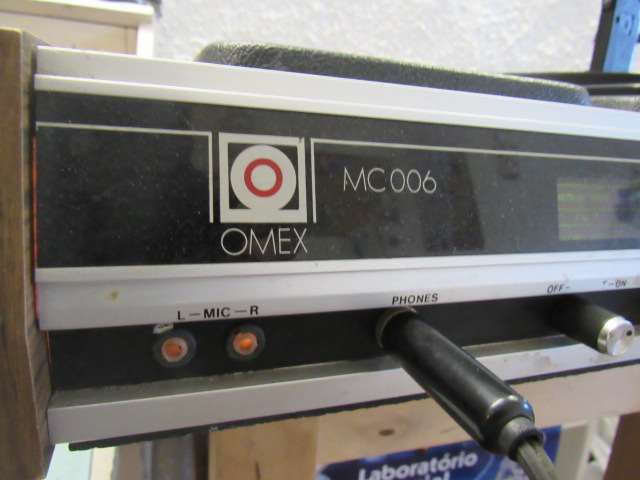 OMEX
MC 006
L-MIC-R
PHONES
OFF-
-ON
Laboratório